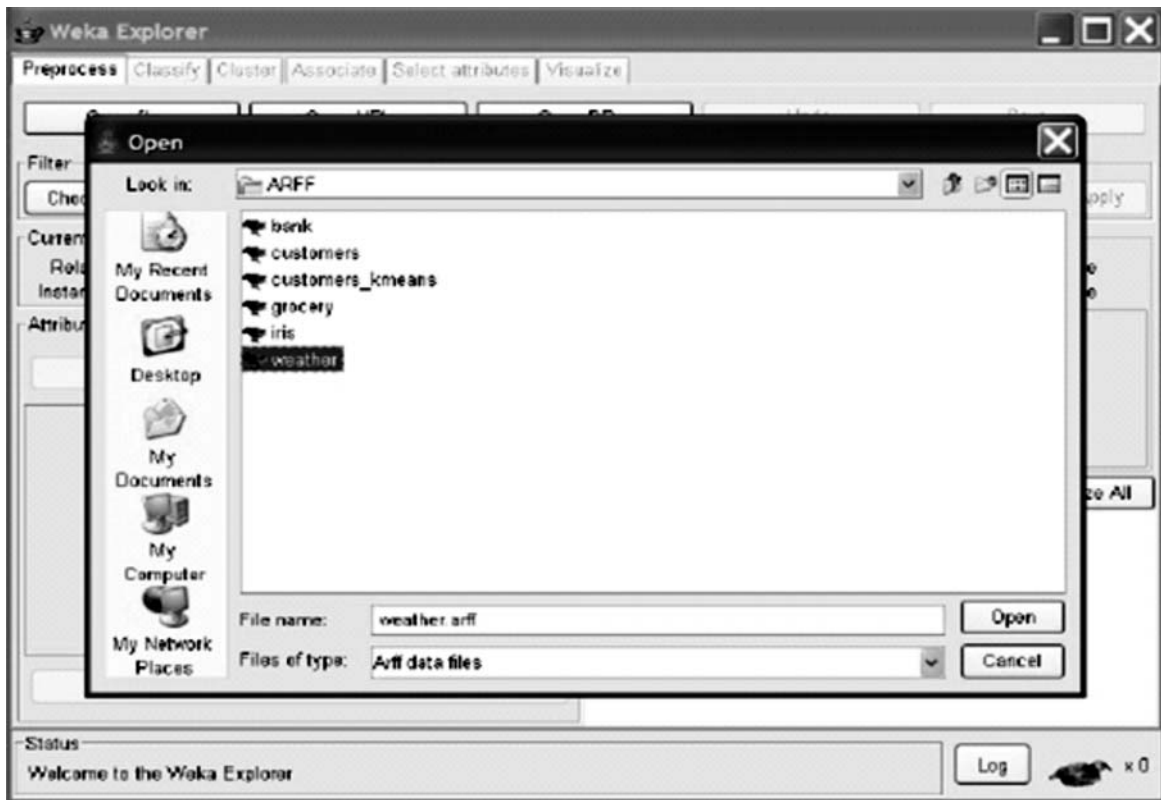 Weka Explorer
Preprocess Classify Cluster Associate Select attributes Visualize
Open
Filter
Look in: ARFF
bank
customers
customers_kmeans
grocery
iris
weather
My Recent
Documents
Desktop
My
Documents
My
Computer
My Network
Places
File name: weather.arff Open
Files of type: Arff data files Cancel
Status
Welcome to the Weka Explorer
Log x 0